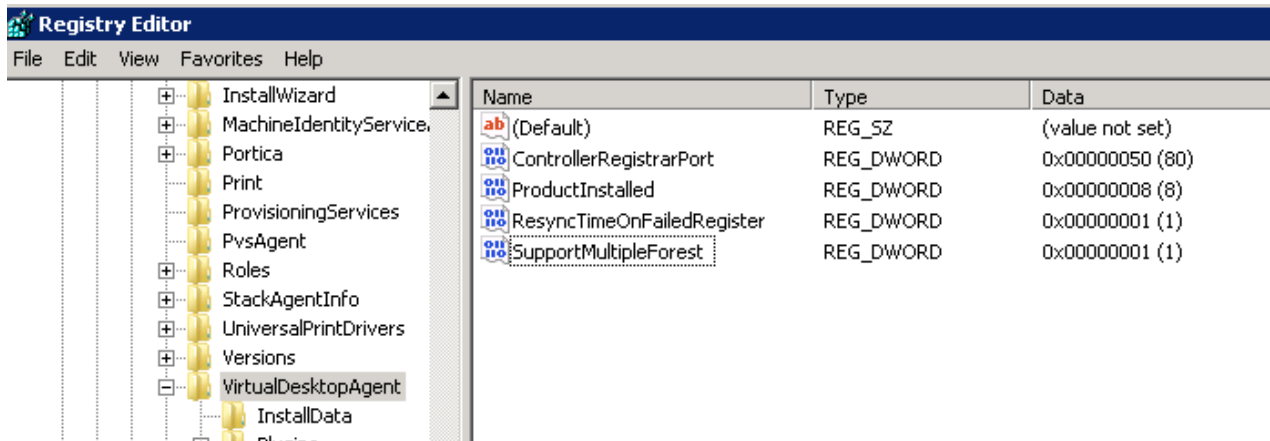 Registry Editor
File Edit View Favorites Help
InstallWizard
MachineIdentityService
Portica
Print
ProvisioningServices
PvsAgent
Roles
StackAgentInfo
UniversalPrintDrivers
Versions
VirtualDesktopAgent
InstallData
Name Type Data
(Default) REG_SZ (value not set)
ControllerRegistrarPort REG_DWORD 0x00000050 (80)
ProductInstalled REG_DWORD 0x00000008 (8)
ResyncTimeOnFailedRegister REG_DWORD 0x00000001 (1)
SupportMultipleForest REG_DWORD 0x00000001 (1)